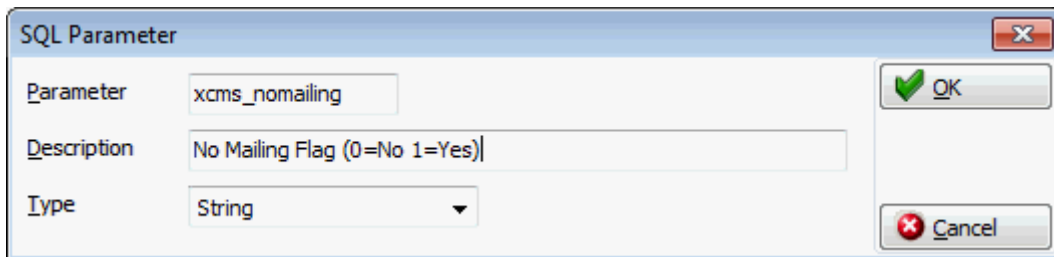 SQL Parameter
Parameter xcms_nomailing OK
Description No Mailing Flag (0=No 1=Yes)
Type String
Cancel